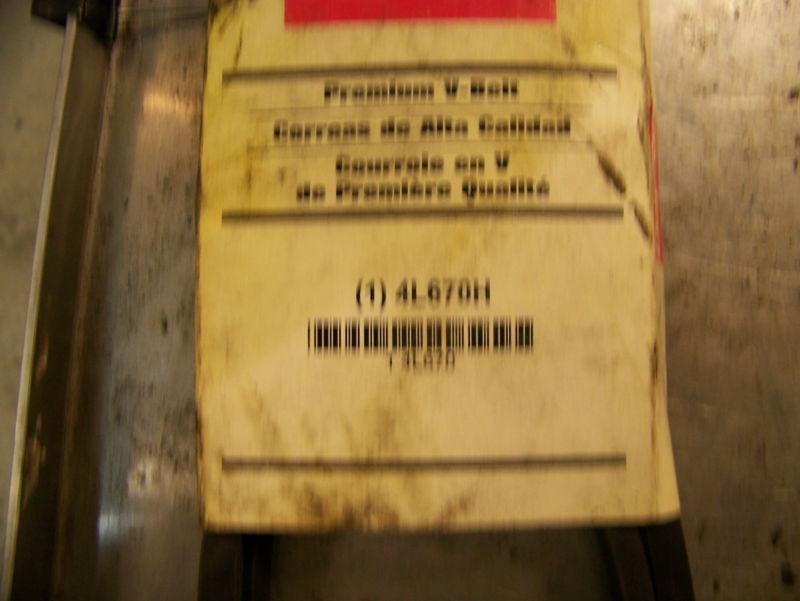 Premium V-Belt
Correas de Alta Calidad
Courroie en V
de Première Qualité
(1) 4L670H